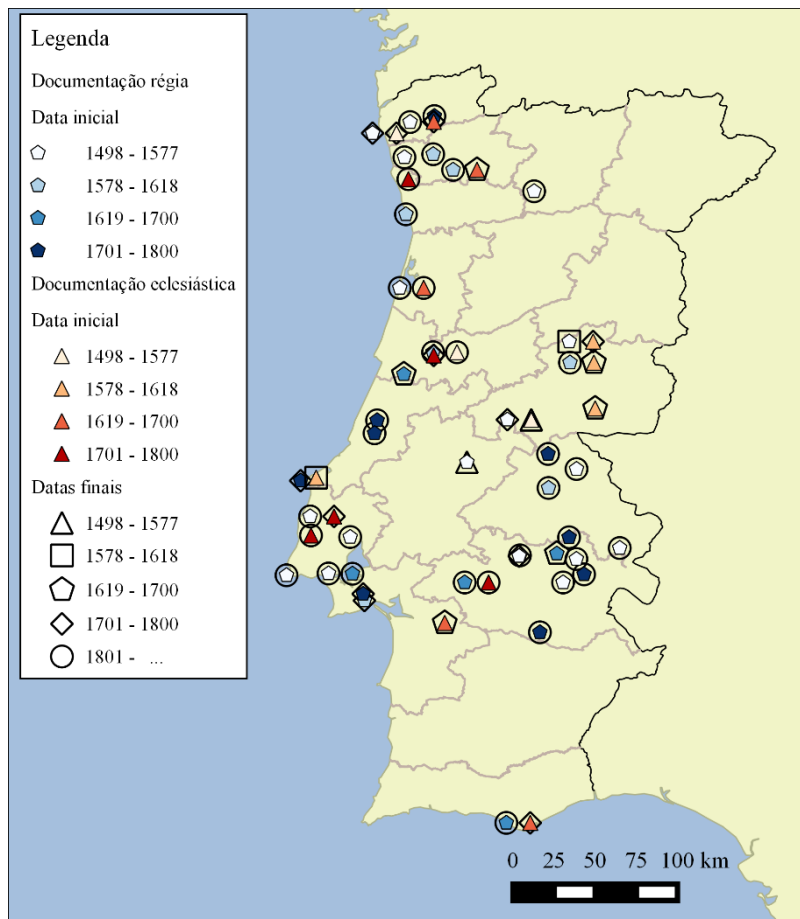 Legenda
Documentação régia
Data inicial
1498 - 1577
1578 - 1618
1619 - 1700
1701 - 1800
Documentação eclesiástica
Data inicial
1498 - 1577
1578 - 1618
1619 - 1700
1701 - 1800
Datas finais
1498 - 1577
1578 - 1618
1619 - 1700
1701 - 1800
1801 - ...
0 25 50 75 100 km